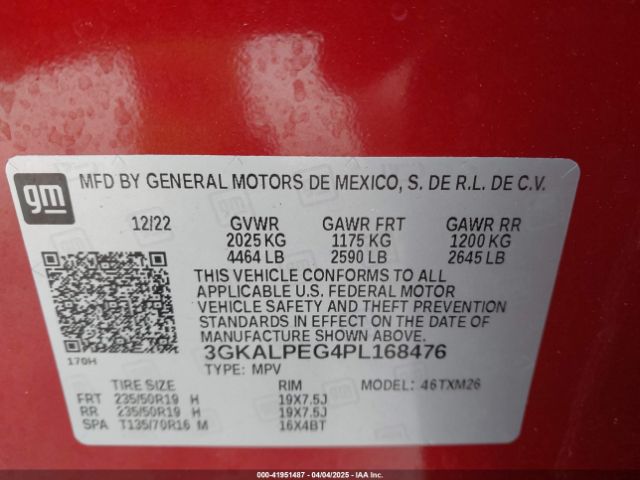 gm
MFD BY GENERAL MOTORS DE MEXICO, S. DE R.L. DE C.V.
12/22 GVWR GAWR FRT GAWR RR
2025 KG 1175 KG 1200 KG
4464 LB 2590 LB 2645 LB
THIS VEHICLE CONFORMS TO ALL
APPLICABLE U.S. FEDERAL MOTOR
VEHICLE SAFETY AND THEFT PREVENTION
STANDARDS IN EFFECT ON THE DATE OF
MANUFACTURE SHOWN ABOVE.
170H 3GKALPEG4PL168476
TYPE: MPV MODEL: 46TXM26
TIRE SIZE RIM
FRT 235/50R19 H 19X7.5J
RR 235/50R19 H 19X7.5J
SPA T135/70R16 M 16X4BT
000-41951487 - 04/04/2025 - IAA Inc.